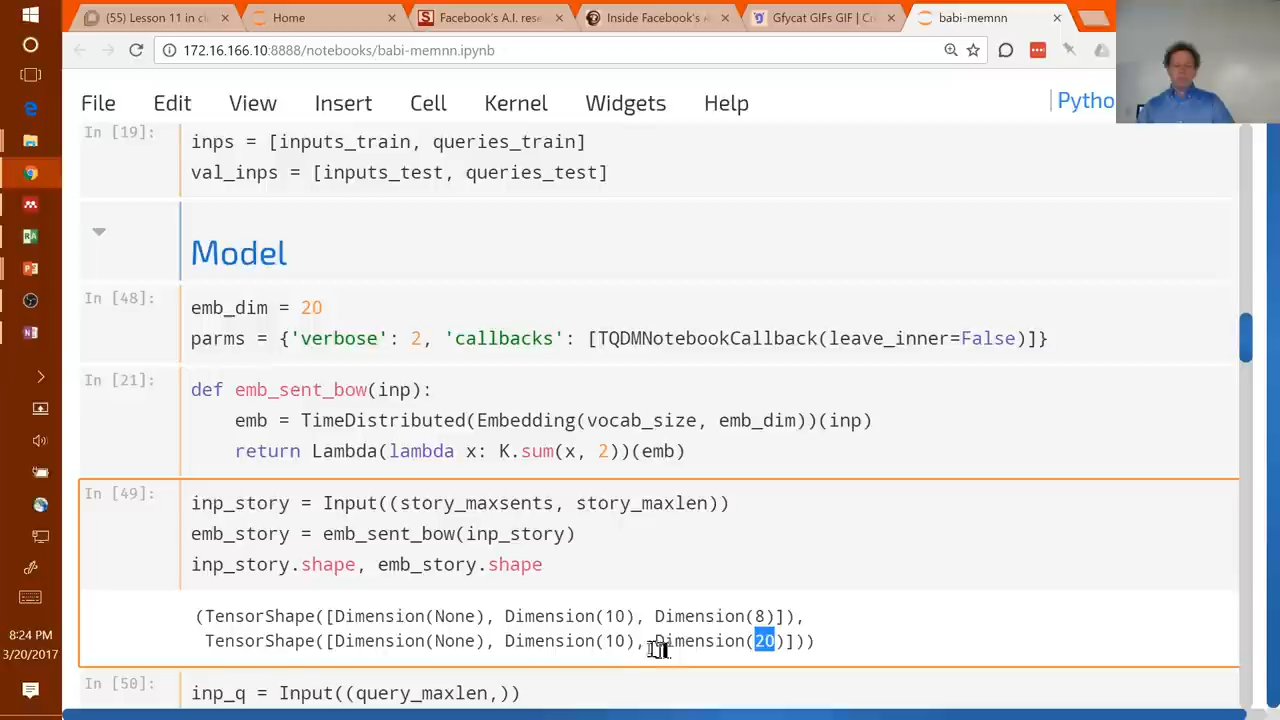 (55) Lesson 11 in cl
Home
Facebook's A.I. rese
Inside Facebook's A
Gfycat GIFs GIF | Cr
babi-memnn
172.16.166.10:8888/notebooks/babi-memnn.ipynb
File Edit View Insert Cell Kernel Widgets Help Pytho
In [19]:
inps = [inputs_train, queries_train]
val_inps = [inputs_test, queries_test]
Model
In [48]:
emb_dim = 20
parms = {'verbose': 2, 'callbacks': [TQDMNotebookCallback(leave_inner=False)]}
In [21]:
def emb_sent_bow(inp):
    emb = TimeDistributed(Embedding(vocab_size, emb_dim))(inp)
    return Lambda(lambda x: K.sum(x, 2))(emb)
In [49]:
inp_story = Input((story_maxsents, story_maxlen))
emb_story = emb_sent_bow(inp_story)
inp_story.shape, emb_story.shape
(TensorShape([Dimension(None), Dimension(10), Dimension(8)]),
 TensorShape([Dimension(None), Dimension(10), Dimension(20)]))
In [50]:
inp_q = Input((query_maxlen,))
8:24 PM
3/20/2017